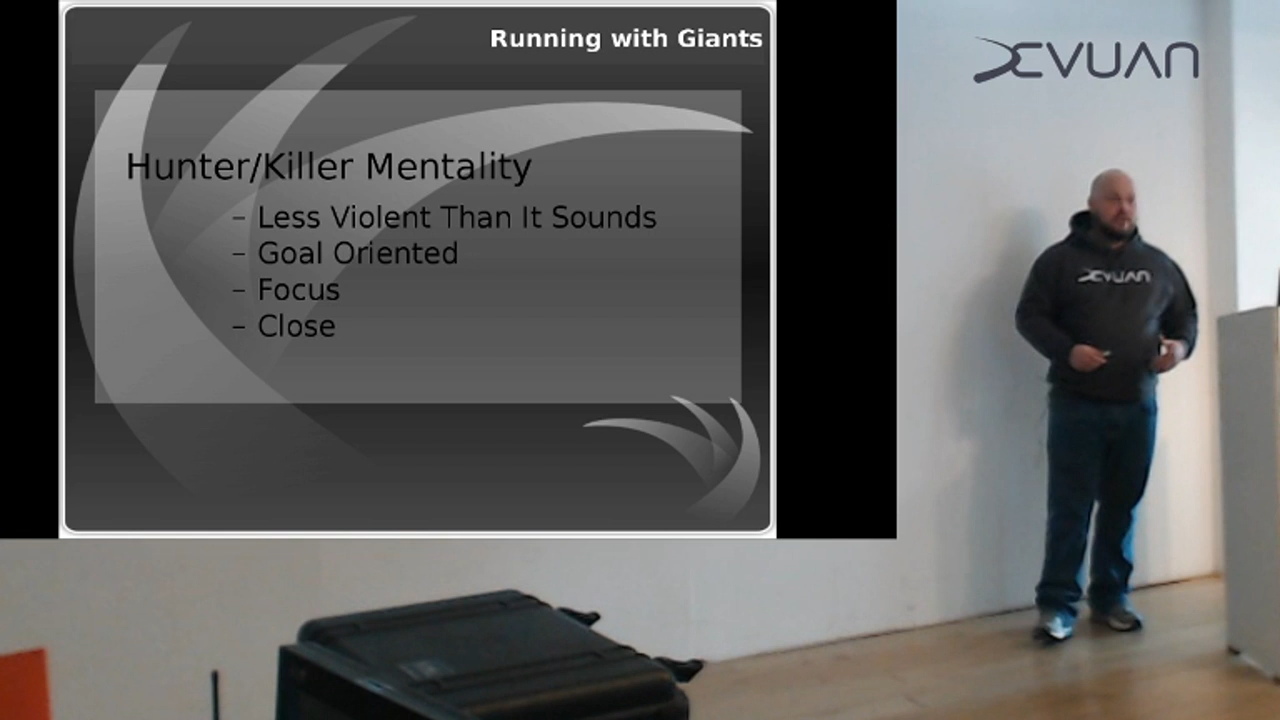 Running with Giants
Hunter/Killer Mentality
– Less Violent Than It Sounds
– Goal Oriented
– Focus
– Close
DEVUAN
DEVUAN